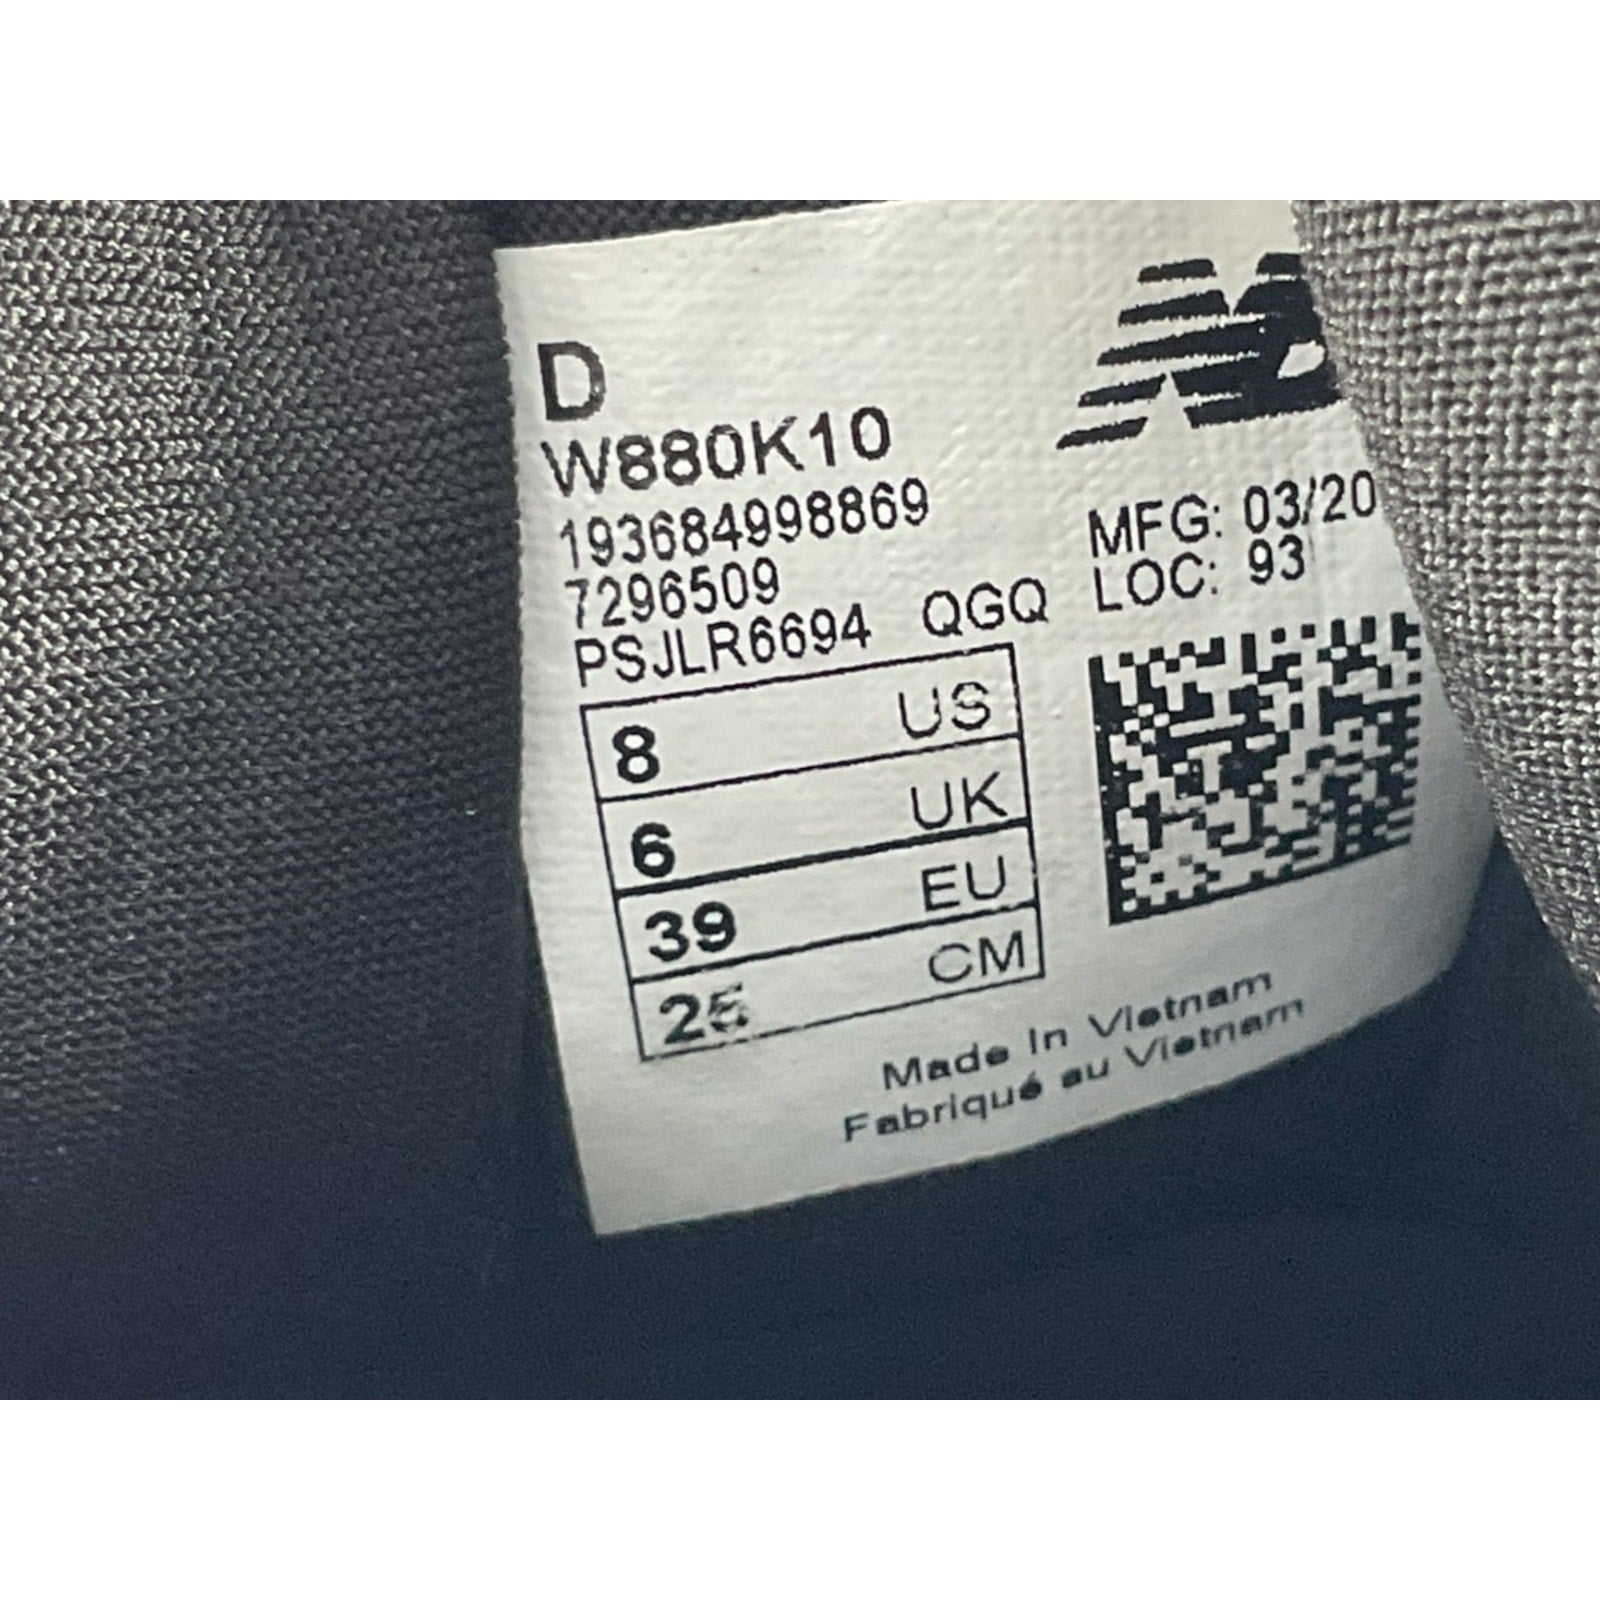 D
W880K10
193684998869
7296509
PSJLR6694 QGQ
MFG: 03/20
LOC: 93
8 US
6 UK
39 EU
25 CM
Made In Vietnam
Fabriqué au Vietnam